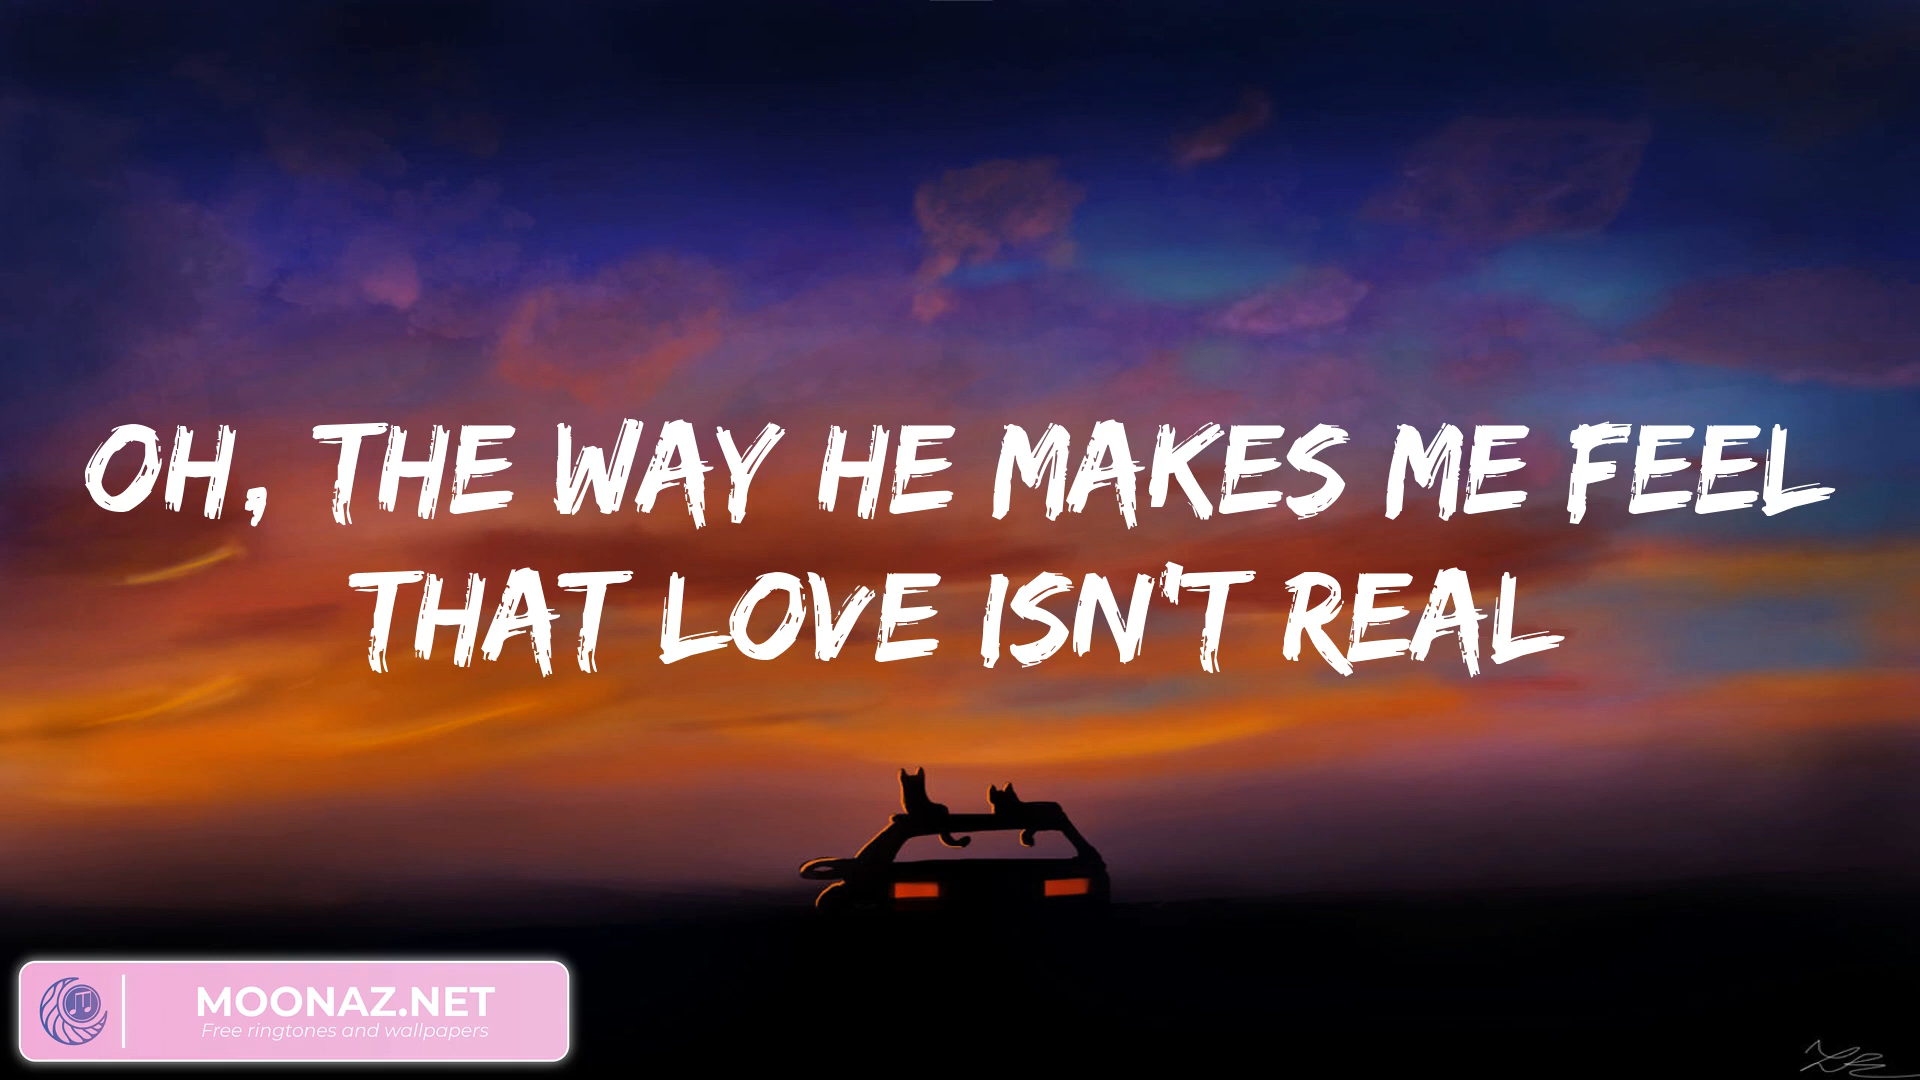 OH, THE WAY HE MAKES ME FEEL
THAT LOVE ISN'T REAL
MOONAZ.NET
Free ringtones and wallpapers